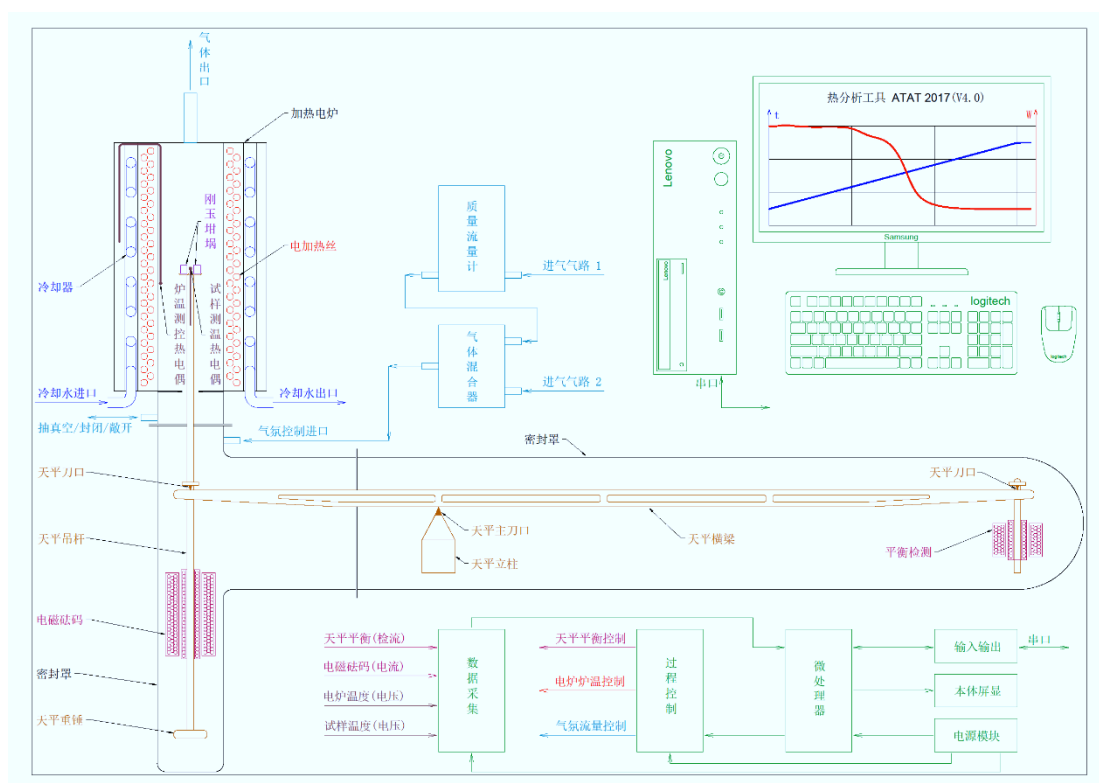 气体出口
加热电炉
热分析工具 ATAT 2017(V4.0)
t
W
Lenovo
刚玉坩埚
质量流量计
电加热丝
进气气路 1
Samsung
冷却器
炉温测控热电偶
试样测温热电偶
Lenovo
logitech
气体混合器
logitech
冷却水进口
冷却水出口
进气气路 2
串口
抽真空/封闭/敞开
气氛控制进口
密封罩
天平刀口
天平刀口
天平主刀口
天平吊杆
天平横梁
平衡检测
天平立柱
电磁砝码
天平平衡(检流)
天平平衡控制
输入输出
串口
电磁砝码(电流)
数据采集
电炉炉温控制
过程控制
微处理器
密封罩
本体屏显
电炉温度(电压)
天平重锤
试样温度(电压)
气氛流量控制
电源模块